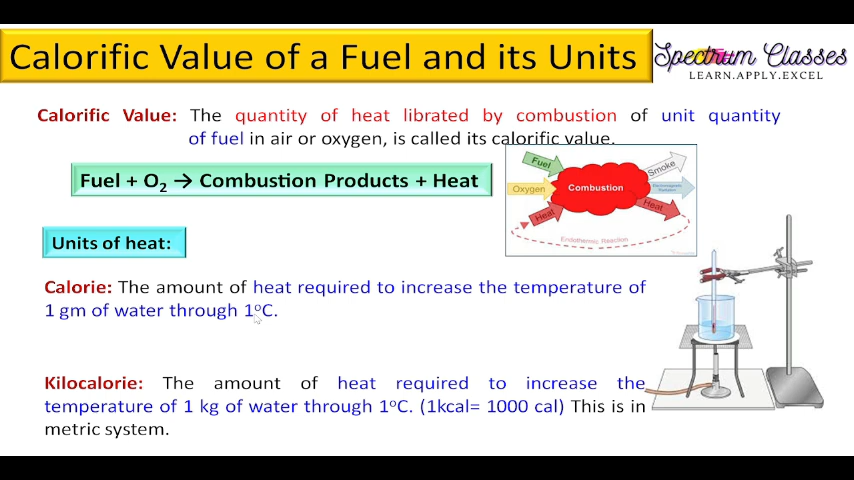 Calorific Value of a Fuel and its Units
Spectrum Classes
LEARN.APPLY.EXCEL
Calorific Value: The quantity of heat librated by combustion of unit quantity
of fuel in air or oxygen, is called its calorific value.
Fuel + O₂ → Combustion Products + Heat
Fuel
Oxygen
Heat
Combustion
Smoke
Electromagnetic
Radiation
Heat
Endothermic Reaction
Units of heat:
Calorie: The amount of heat required to increase the temperature of
1 gm of water through 1°C.
Kilocalorie: The amount of heat required to increase the
temperature of 1 kg of water through 1°C. (1kcal= 1000 cal) This is in
metric system.